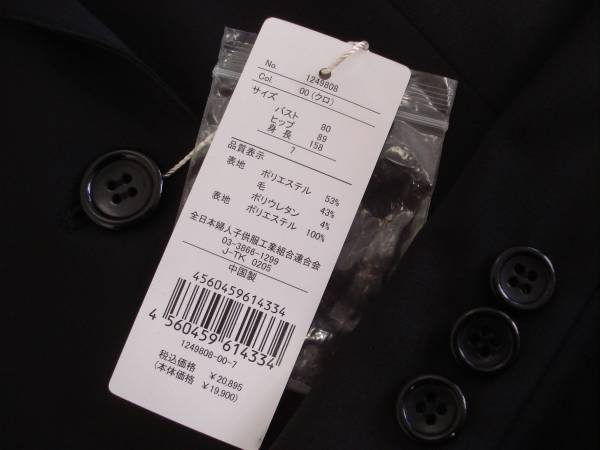 No. 1249808
Col. 00(クロ)
サイズ
バスト 80
ヒップ 89
身長 158
7
品質表示
表地 ポリエステル 53%
毛 43%
ポリウレタン 4%
表地 ポリエステル 100%
全日本婦人子供服工業組合連合会
03-3866-1299
J-TK 0205
中国製
4560459614334
4 560459 614334
1249808-00-7
税込価格 ￥20,895
(本体価格 ￥19,900)